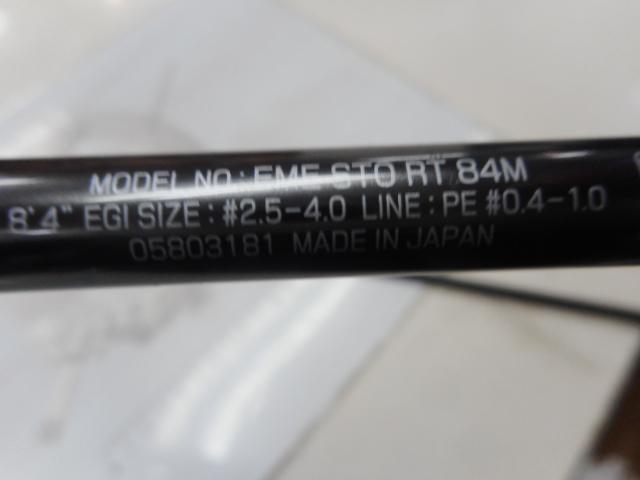 MODEL NO.: EME STO RT 84M
8'4" EGI SIZE : #2.5-4.0 LINE : PE #0.4-1.0
05803181 MADE IN JAPAN